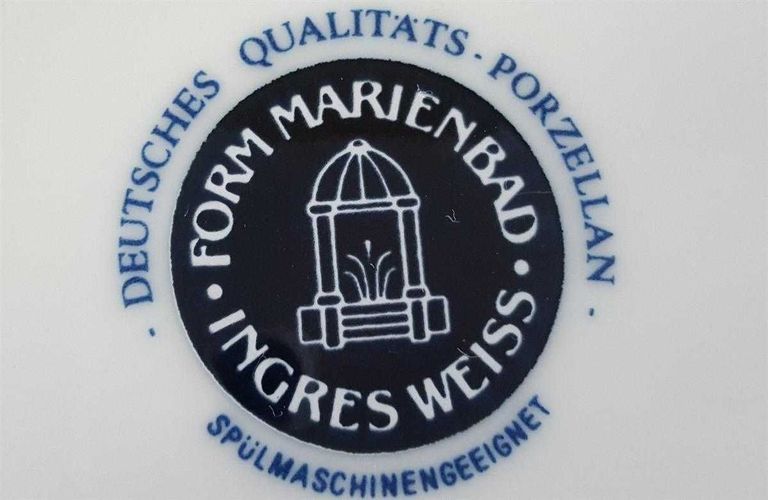 · DEUTSCHES QUALITÄTS - PORZELLAN ·
FORM MARIENBAD
· INGRES WEISS ·
SPÜLMASCHINENGEEIGNET